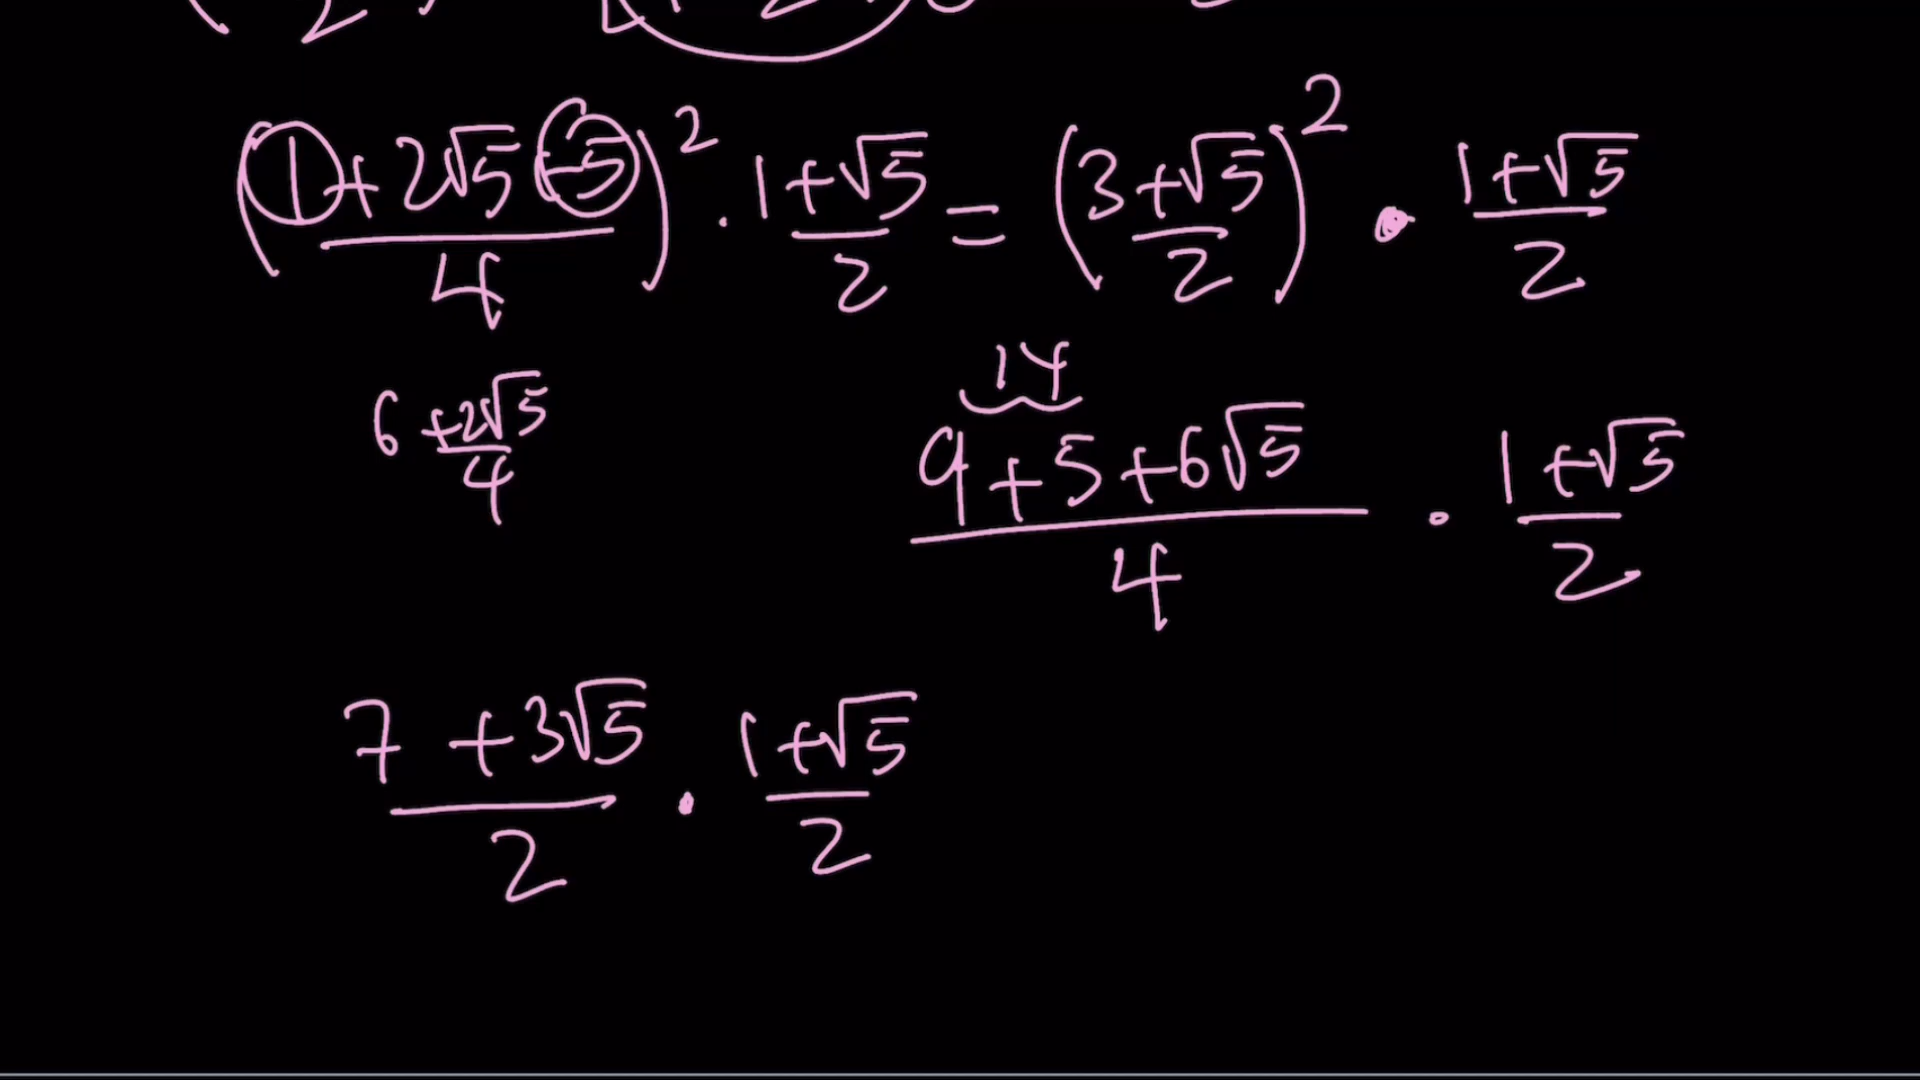 (1 + 2√5 + 5 / 4)² · 1 + √5 / 2 = (3 + √5 / 2)² · 1 + √5 / 2
14
6 + 2√5 / 4
9 + 5 + 6√5 / 4 · 1 + √5 / 2
7 + 3√5 / 2 · 1 + √5 / 2